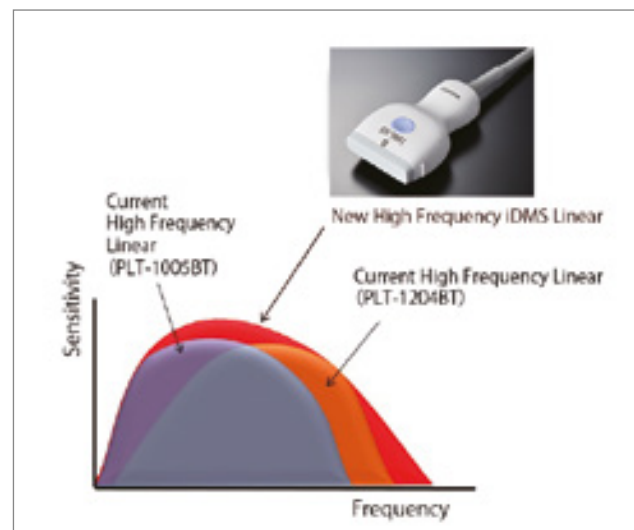 Current
High Frequency
Linear
(PLT-1005BT)
New High Frequency iDMS Linear
Current High Frequency Linear
(PLT-1204BT)
Sensitivity
Frequency